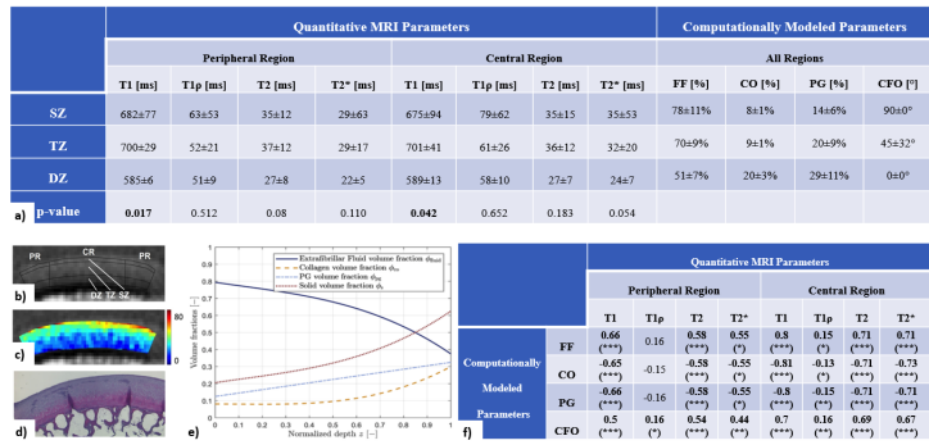 Quantitative MRI Parameters Computationally Modeled Parameters
Peripheral Region Central Region All Regions
T1 [ms] T1ρ [ms] T2 [ms] T2* [ms] T1 [ms] T1ρ [ms] T2 [ms] T2* [ms] FF [%] CO [%] PG [%] CFO [°]
SZ 682±77 63±53 35±12 29±63 675±94 79±62 35±15 35±53 78±11% 8±1% 14±6% 90±0°
TZ 700±29 52±21 37±12 29±17 701±41 61±26 36±12 32±20 70±9% 9±1% 20±9% 45±32°
DZ 585±6 51±9 27±8 22±5 589±13 58±10 27±7 24±7 51±7% 20±3% 29±11% 0±0°
a) p-value 0.017 0.512 0.08 0.110 0.042 0.652 0.183 0.054
PR CR PR
DZ TZ SZ
b)
80
0
c)
d)
1
0.9
0.8
0.7
0.6
0.5
0.4
0.3
0.2
0.1
0
Volume fractions [–]
Extrafibrillar Fluid volume fraction ϕfluid
Collagen volume fraction ϕco
PG volume fraction ϕpg
Solid volume fraction ϕs
0 0.1 0.2 0.3 0.4 0.5 0.6 0.7 0.8 0.9 1
Normalised depth z [–]
e)
Quantitative MRI Parameters
Peripheral Region Central Region
T1 T1ρ T2 T2* T1 T1ρ T2 T2*
Computationally
Modeled
Parameters
FF 0.66 (***) 0.16 0.58 (***) 0.55 (*) 0.8 (***) 0.15 (*) 0.71 (***) 0.71 (***)
CO -0.65 (***) -0.15 -0.58 (***) -0.55 (*) -0.81 (***) -0.13 (*) -0.71 (***) -0.73 (***)
PG -0.66 (***) -0.16 -0.58 (***) -0.55 (*) -0.8 (***) -0.15 (*) -0.71 (***) -0.71 (***)
CFO 0.5 (***) 0.16 (*) 0.54 (***) 0.44 (**) 0.7 (***) 0.16 (**) 0.69 (***) 0.67 (***)
f)